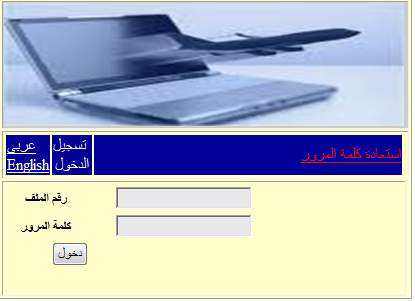 عربي
English
تسجيل
الدخول
استعادة كلمة المرور
رقم الملف
كلمة المرور
دخول